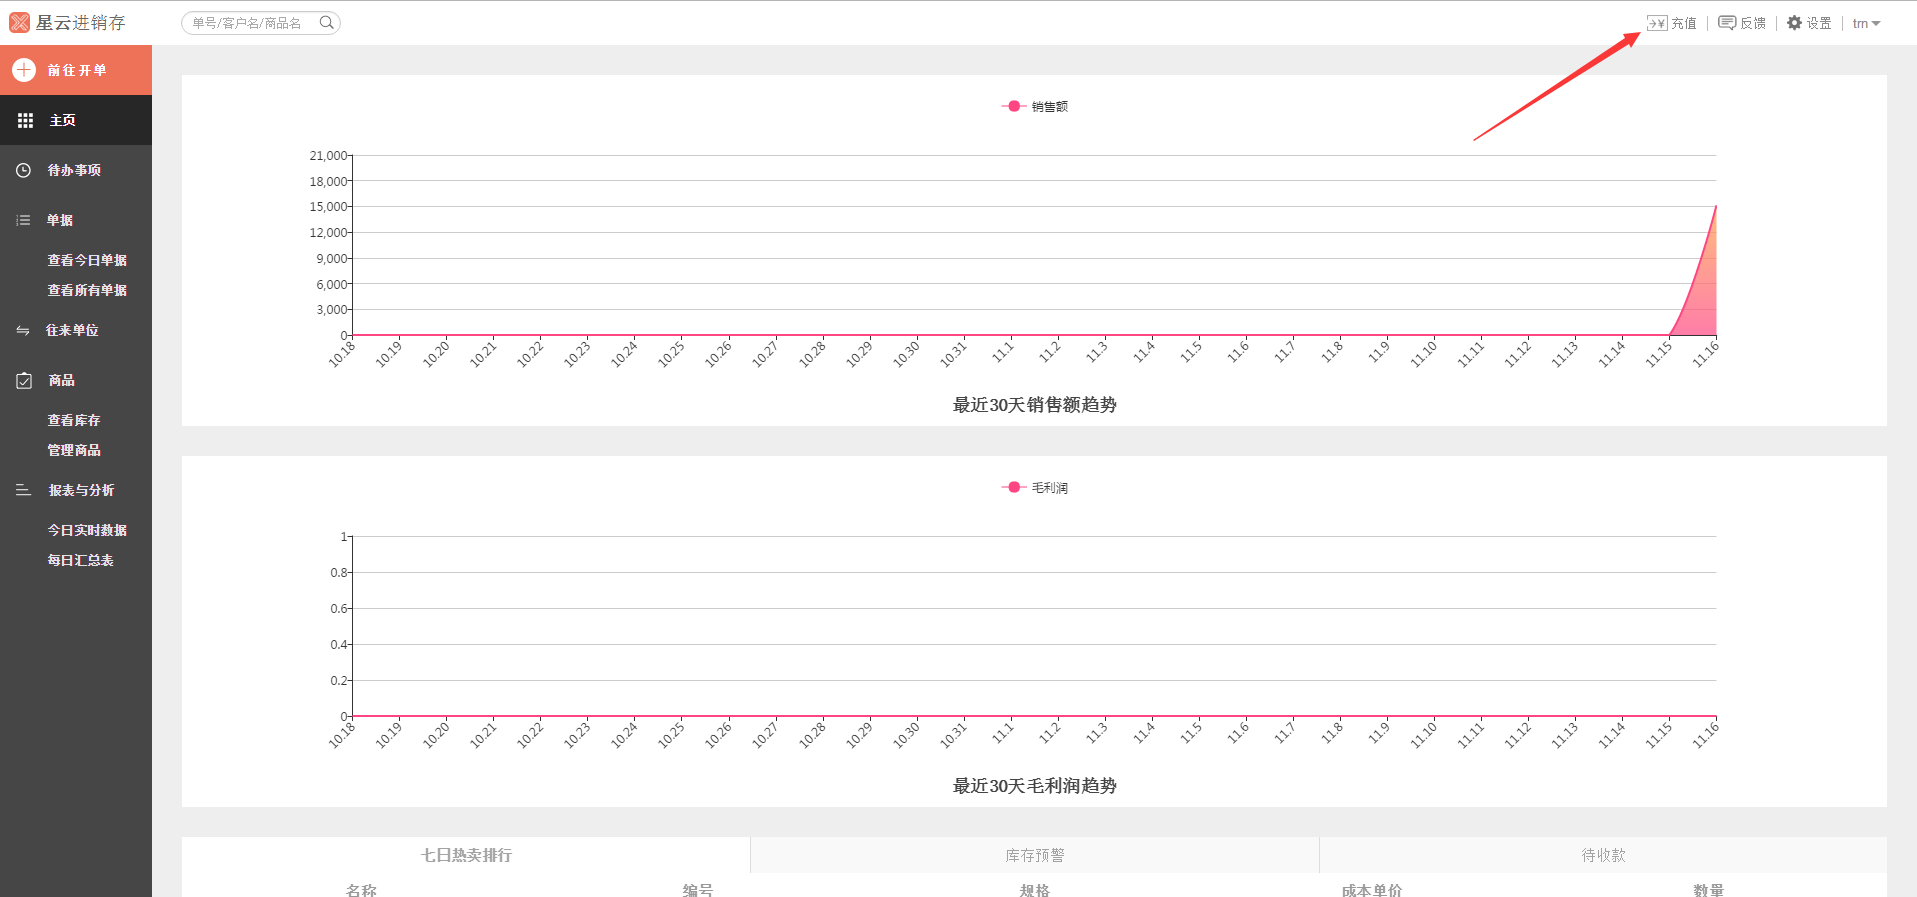 星云进销存
单号/客户名/商品名
充值
反馈
设置
trn
前往开单
主页
待办事项
单据
查看今日单据
查看所有单据
往来单位
商品
查看库存
管理商品
报表与分析
今日实时数据
每日汇总表
销售额
21,000
18,000
15,000
12,000
9,000
6,000
3,000
0
10.18 10.19 10.20 10.21 10.22 10.23 10.24 10.25 10.26 10.27 10.28 10.29 10.30 10.31 11.1 11.2 11.3 11.4 11.5 11.6 11.7 11.8 11.9 11.10 11.11 11.12 11.13 11.14 11.15 11.16
最近30天销售额趋势
毛利润
1
0.8
0.6
0.4
0.2
0
10.18 10.19 10.20 10.21 10.22 10.23 10.24 10.25 10.26 10.27 10.28 10.29 10.30 10.31 11.1 11.2 11.3 11.4 11.5 11.6 11.7 11.8 11.9 11.10 11.11 11.12 11.13 11.14 11.15 11.16
最近30天毛利润趋势
七日热卖排行 库存预警 待收款
名称 编号 规格 成本单价 数量